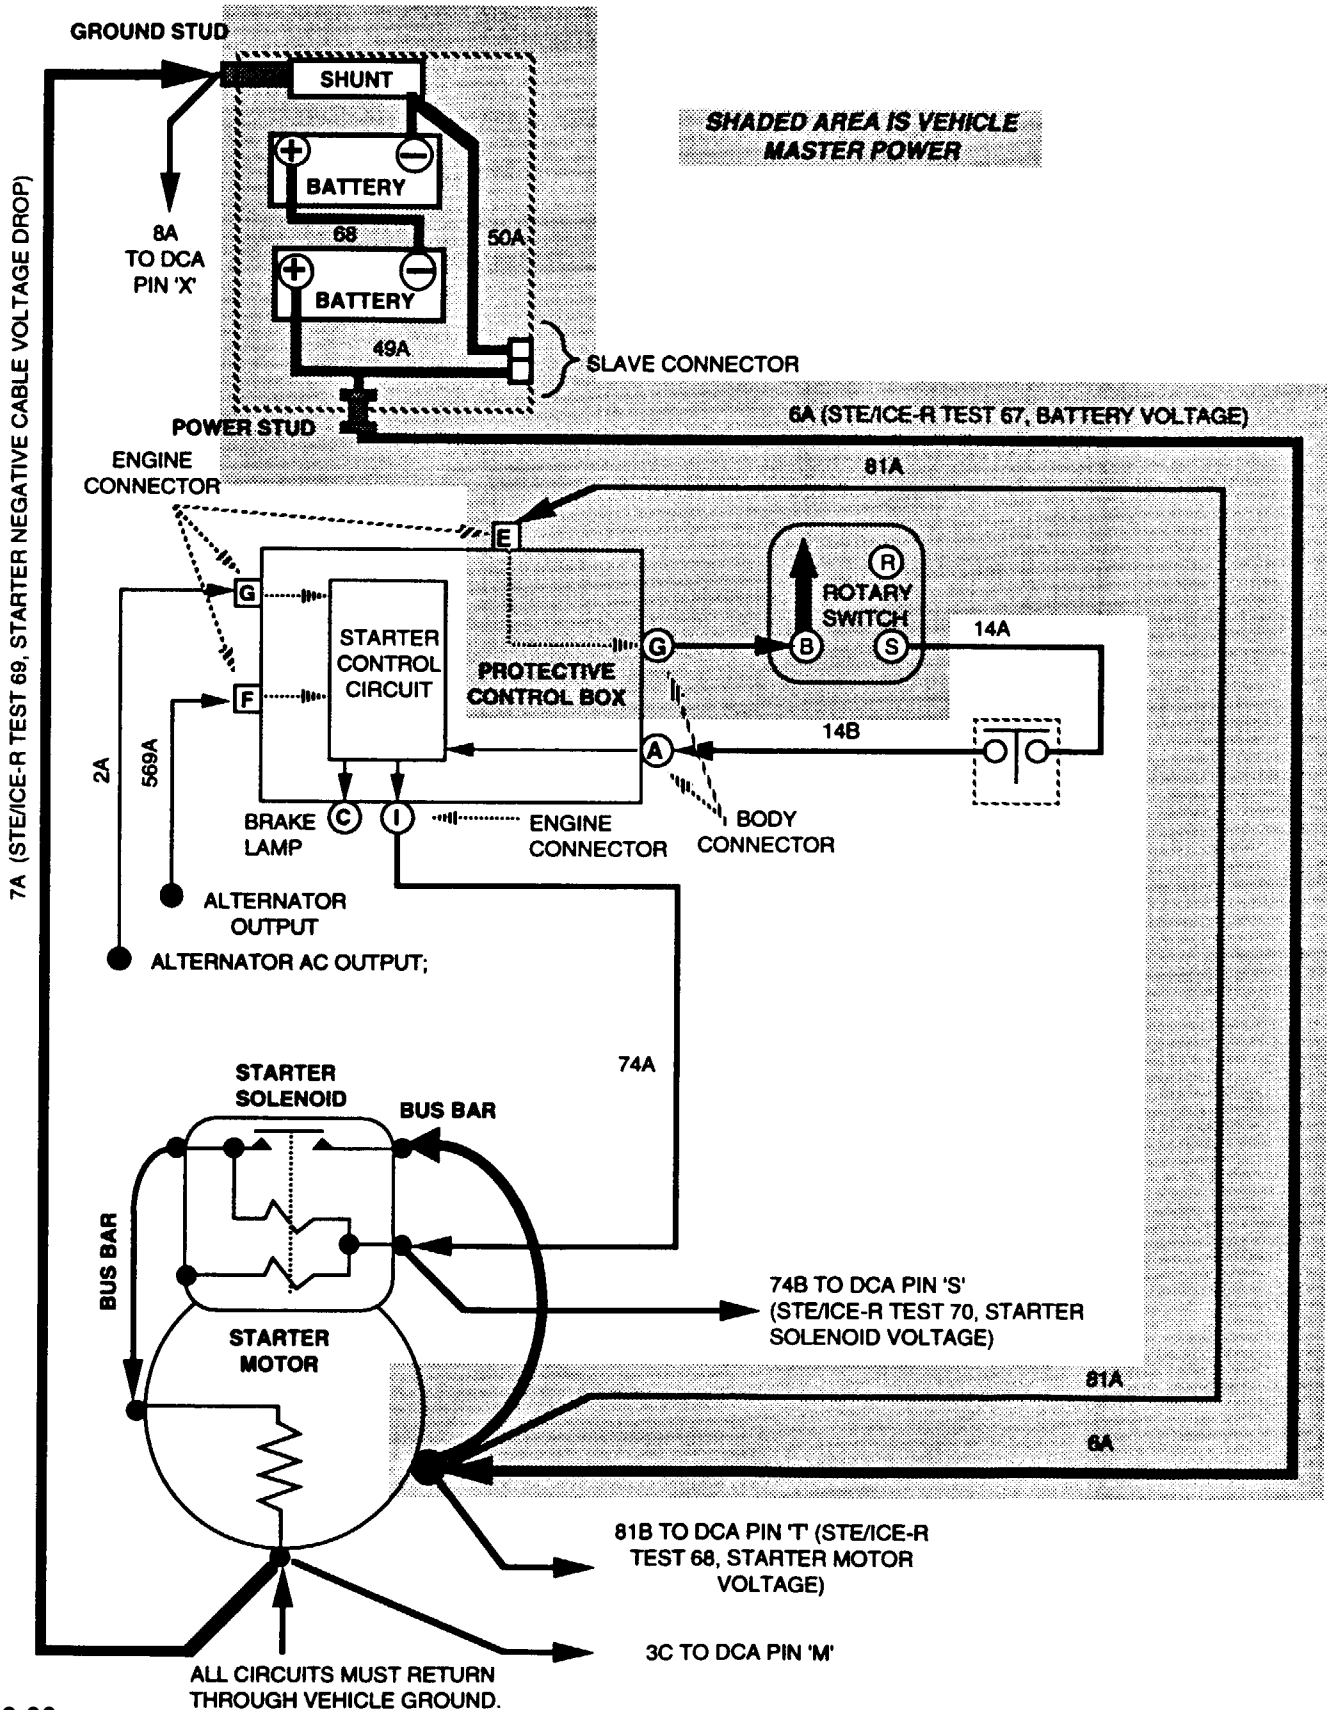 GROUND STUD
SHUNT
SHADED AREA IS VEHICLE
MASTER POWER
+
−
BATTERY
68
50A
8A
TO DCA
PIN 'X'
+
−
BATTERY
49A
SLAVE CONNECTOR
7A (STE/ICE-R TEST 69, STARTER NEGATIVE CABLE VOLTAGE DROP)
POWER STUD
6A (STE/ICE-R TEST 67, BATTERY VOLTAGE)
81A
ENGINE
CONNECTOR
E
G
STARTER
CONTROL
CIRCUIT
F
PROTECTIVE
CONTROL BOX
G
R
ROTARY
SWITCH
B
S
14A
14B
A
2A
569A
BRAKE
LAMP
C
I
ENGINE
CONNECTOR
BODY
CONNECTOR
ALTERNATOR
OUTPUT
ALTERNATOR AC OUTPUT;
74A
STARTER
SOLENOID
BUS BAR
BUS BAR
STARTER
MOTOR
74B TO DCA PIN 'S'
(STE/ICE-R TEST 70, STARTER
SOLENOID VOLTAGE)
81A
6A
81B TO DCA PIN 'T' (STE/ICE-R
TEST 68, STARTER MOTOR
VOLTAGE)
3C TO DCA PIN 'M'
ALL CIRCUITS MUST RETURN
THROUGH VEHICLE GROUND.